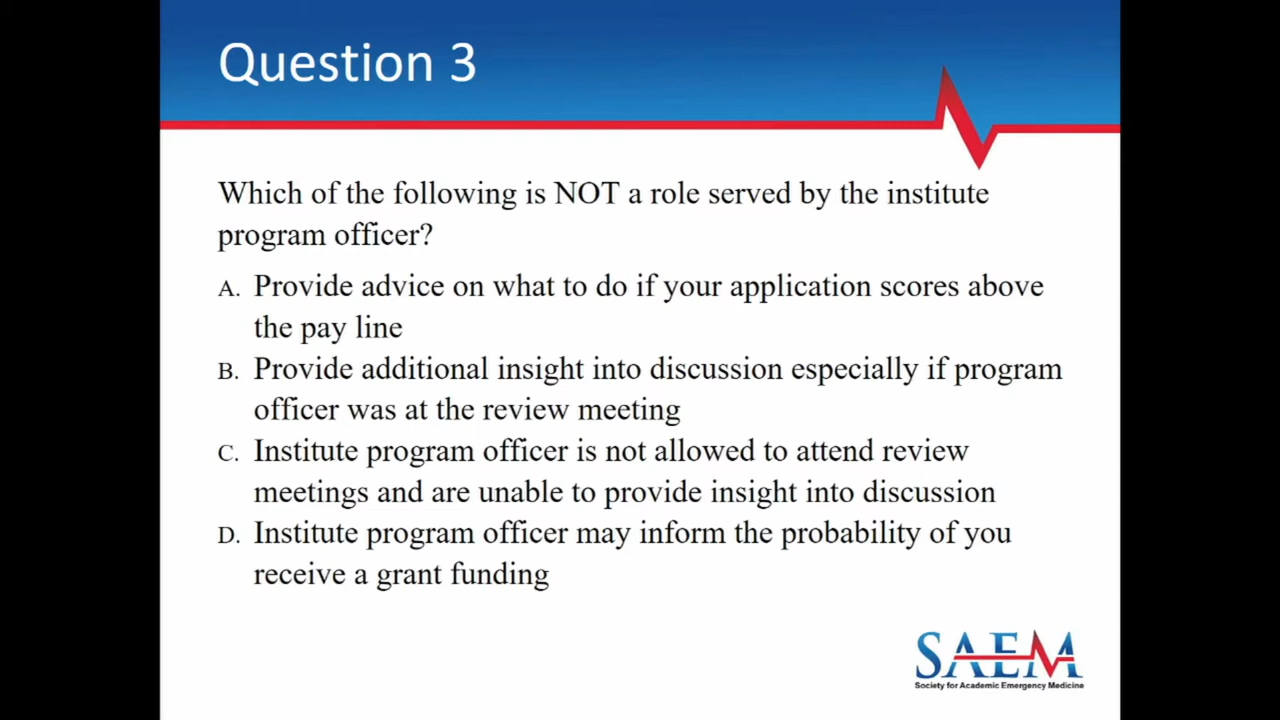 Question 3
Which of the following is NOT a role served by the institute
program officer?
A. Provide advice on what to do if your application scores above
the pay line
B. Provide additional insight into discussion especially if program
officer was at the review meeting
C. Institute program officer is not allowed to attend review
meetings and are unable to provide insight into discussion
D. Institute program officer may inform the probability of you
receive a grant funding
SAEM
Society for Academic Emergency Medicine